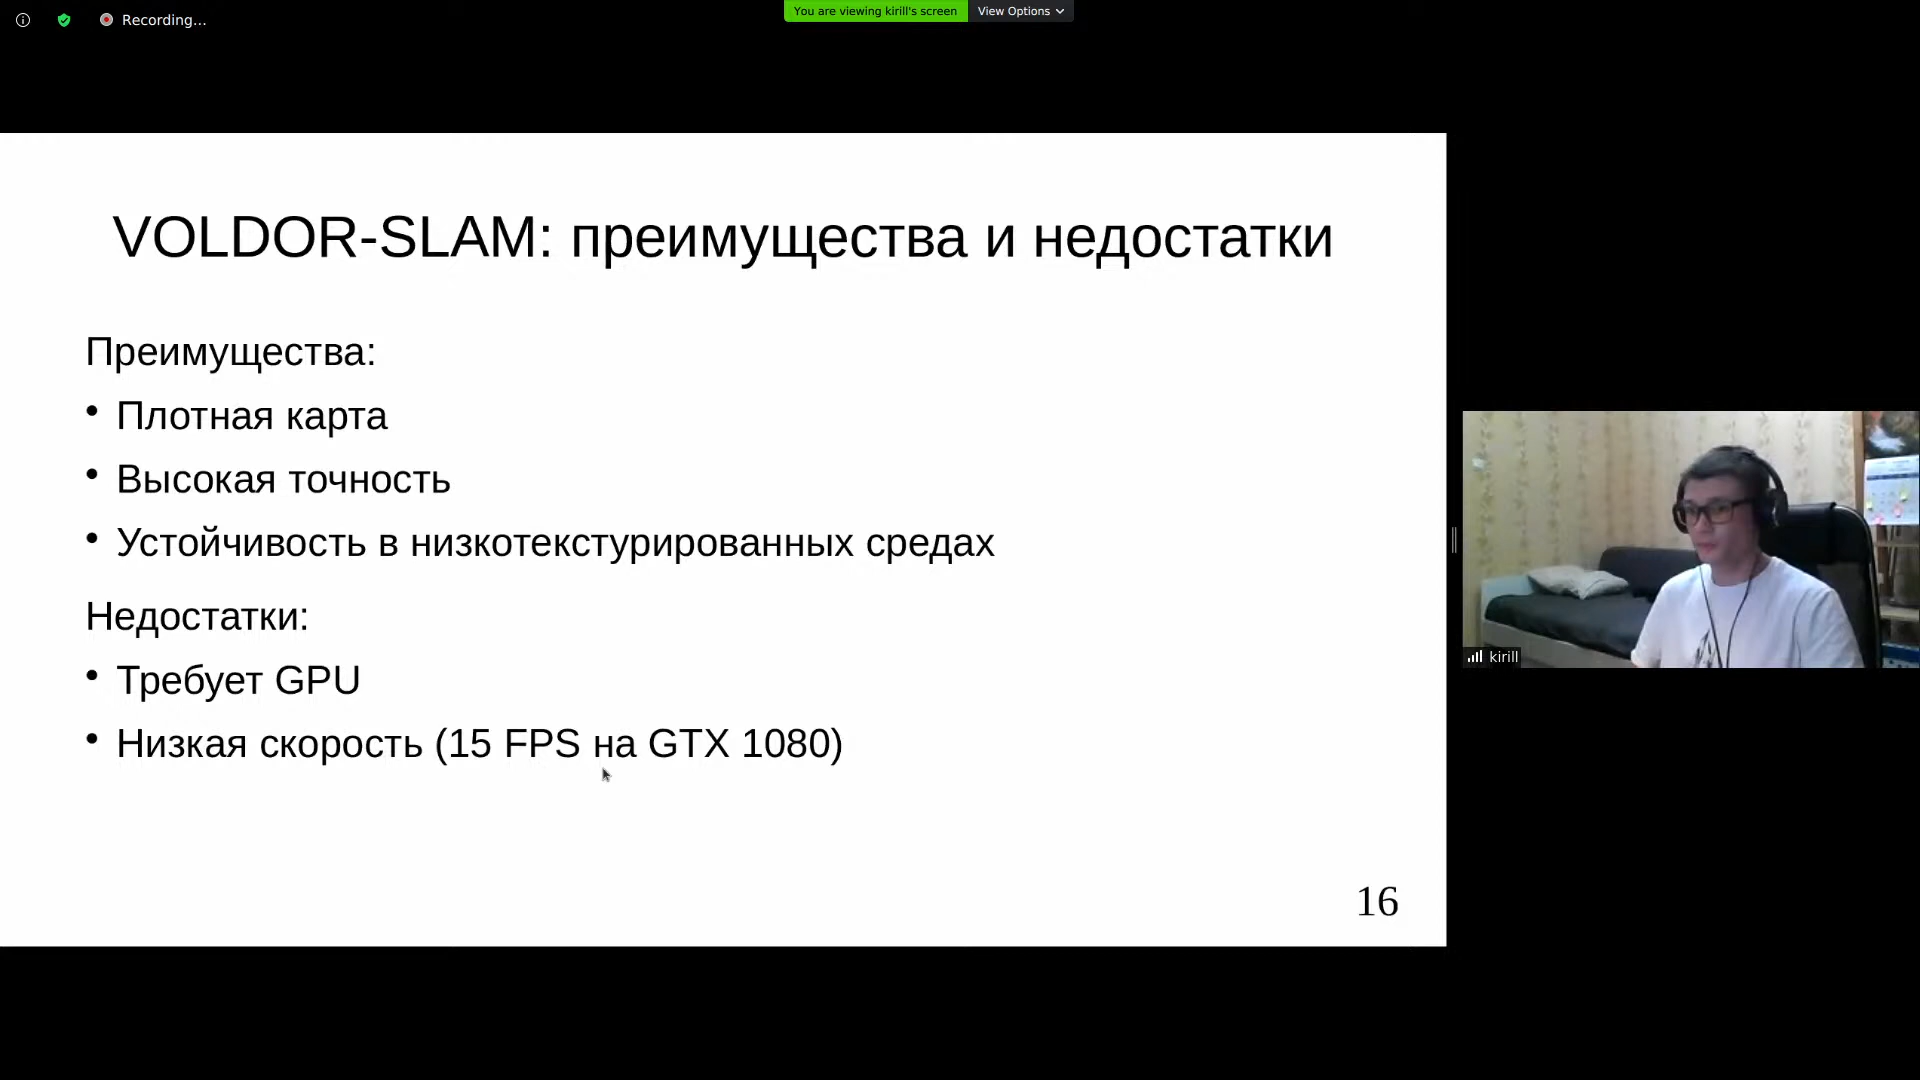 Recording...
You are viewing kirill's screen View Options
VOLDOR-SLAM: преимущества и недостатки
Преимущества:
• Плотная карта
• Высокая точность
• Устойчивость в низкотекстурированных средах
Недостатки:
• Требует GPU
• Низкая скорость (15 FPS на GTX 1080)
16
kirill